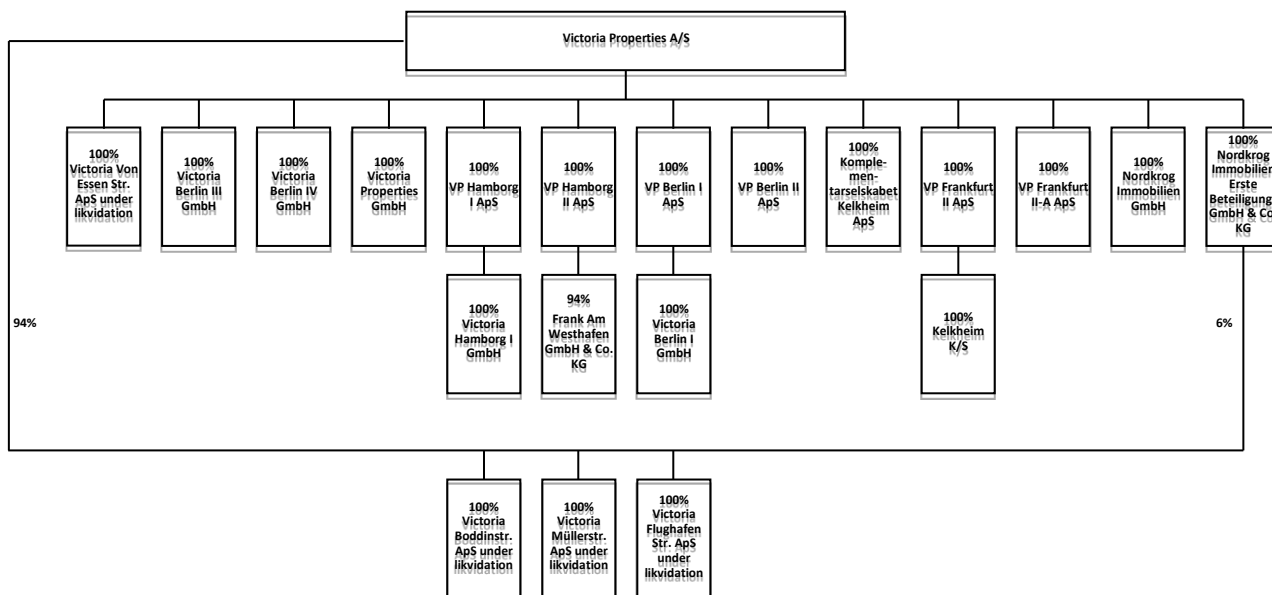 Victoria Properties A/S
100%
Victoria Von
Essen Str.
ApS under
likvidation
100%
Victoria
Berlin III
GmbH
100%
Victoria
Berlin IV
GmbH
100%
Victoria
Properties
GmbH
100%
VP Hamborg
I ApS
100%
VP Hamborg
II ApS
100%
VP Berlin I
ApS
100%
VP Berlin II
ApS
100%
Komple-
men-
tarselskabet
Kelkheim
ApS
100%
VP Frankfurt
II ApS
100%
VP Frankfurt
II-A ApS
100%
Nordkrog
Immobilien
GmbH
100%
Nordkrog
Immobilien
Erste
Beteiligungs
GmbH & Co.
KG
100%
Victoria
Hamborg I
GmbH
94%
Frank Am
Westhafen
GmbH & Co.
KG
100%
Victoria
Berlin I
GmbH
100%
Kelkheim
K/S
94%
6%
100%
Victoria
Boddinstr.
ApS under
likvidation
100%
Victoria
Müllerstr.
ApS under
likvidation
100%
Victoria
Flughafen
Str. ApS
under
likvidation